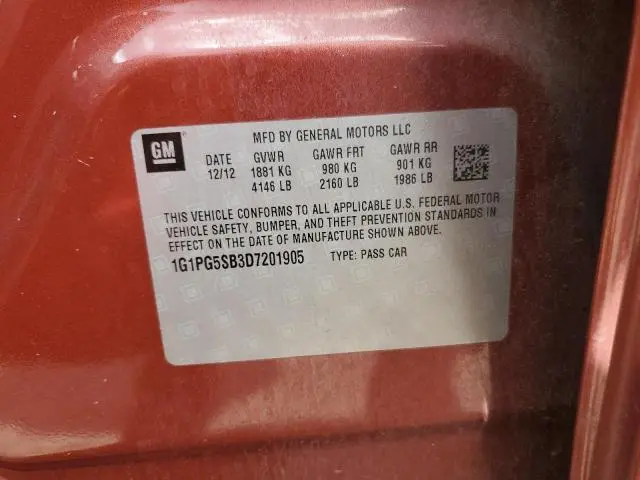 GM
MFD BY GENERAL MOTORS LLC
DATE GVWR GAWR FRT GAWR RR
12/12 1881 KG 980 KG 901 KG
4146 LB 2160 LB 1986 LB
THIS VEHICLE CONFORMS TO ALL APPLICABLE U.S. FEDERAL MOTOR
VEHICLE SAFETY, BUMPER, AND THEFT PREVENTION STANDARDS IN
EFFECT ON THE DATE OF MANUFACTURE SHOWN ABOVE.
1G1PG5SB3D7201905 TYPE: PASS CAR